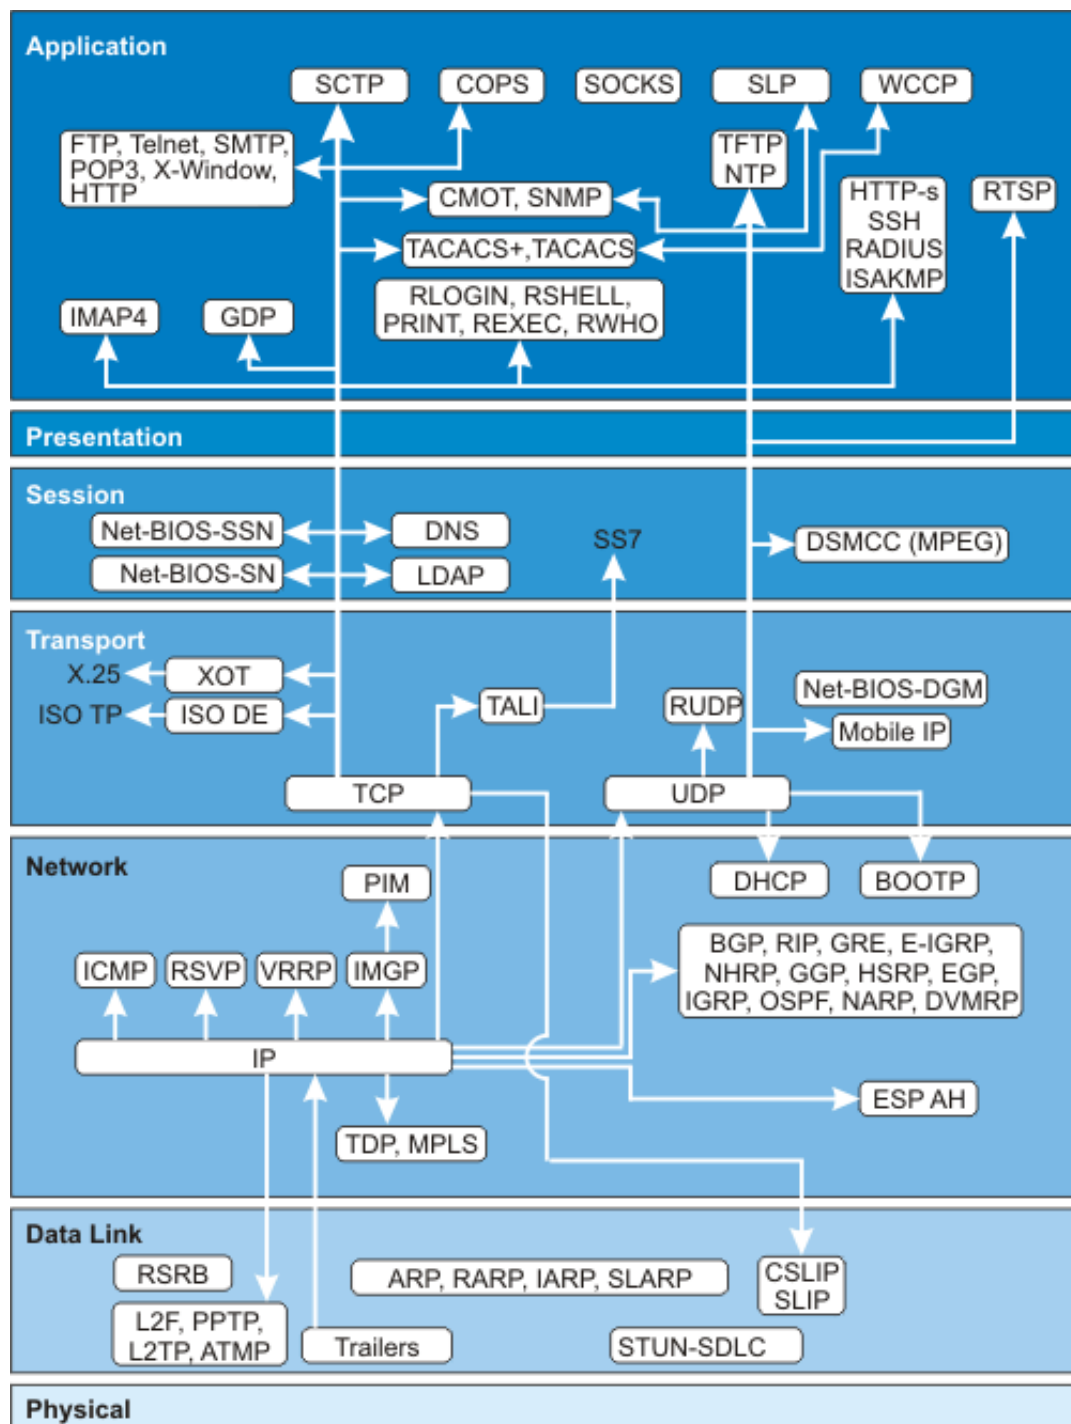 Application
SCTP
COPS
SOCKS
SLP
WCCP
FTP, Telnet, SMTP,
POP3, X-Window,
HTTP
TFTP
NTP
CMOT, SNMP
HTTP-s
SSH
RADIUS
ISAKMP
RTSP
TACACS+,TACACS
IMAP4
GDP
RLOGIN, RSHELL,
PRINT, REXEC, RWHO
Presentation
Session
Net-BIOS-SSN
DNS
SS7
DSMCC (MPEG)
Net-BIOS-SN
LDAP
Transport
X.25
XOT
ISO TP
ISO DE
TALI
RUDP
Net-BIOS-DGM
Mobile IP
TCP
UDP
Network
PIM
DHCP
BOOTP
ICMP
RSVP
VRRP
IMGP
BGP, RIP, GRE, E-IGRP,
NHRP, GGP, HSRP, EGP,
IGRP, OSPF, NARP, DVMRP
IP
ESP AH
TDP, MPLS
Data Link
RSRB
ARP, RARP, IARP, SLARP
CSLIP
SLIP
L2F, PPTP,
L2TP, ATMP
Trailers
STUN-SDLC
Physical